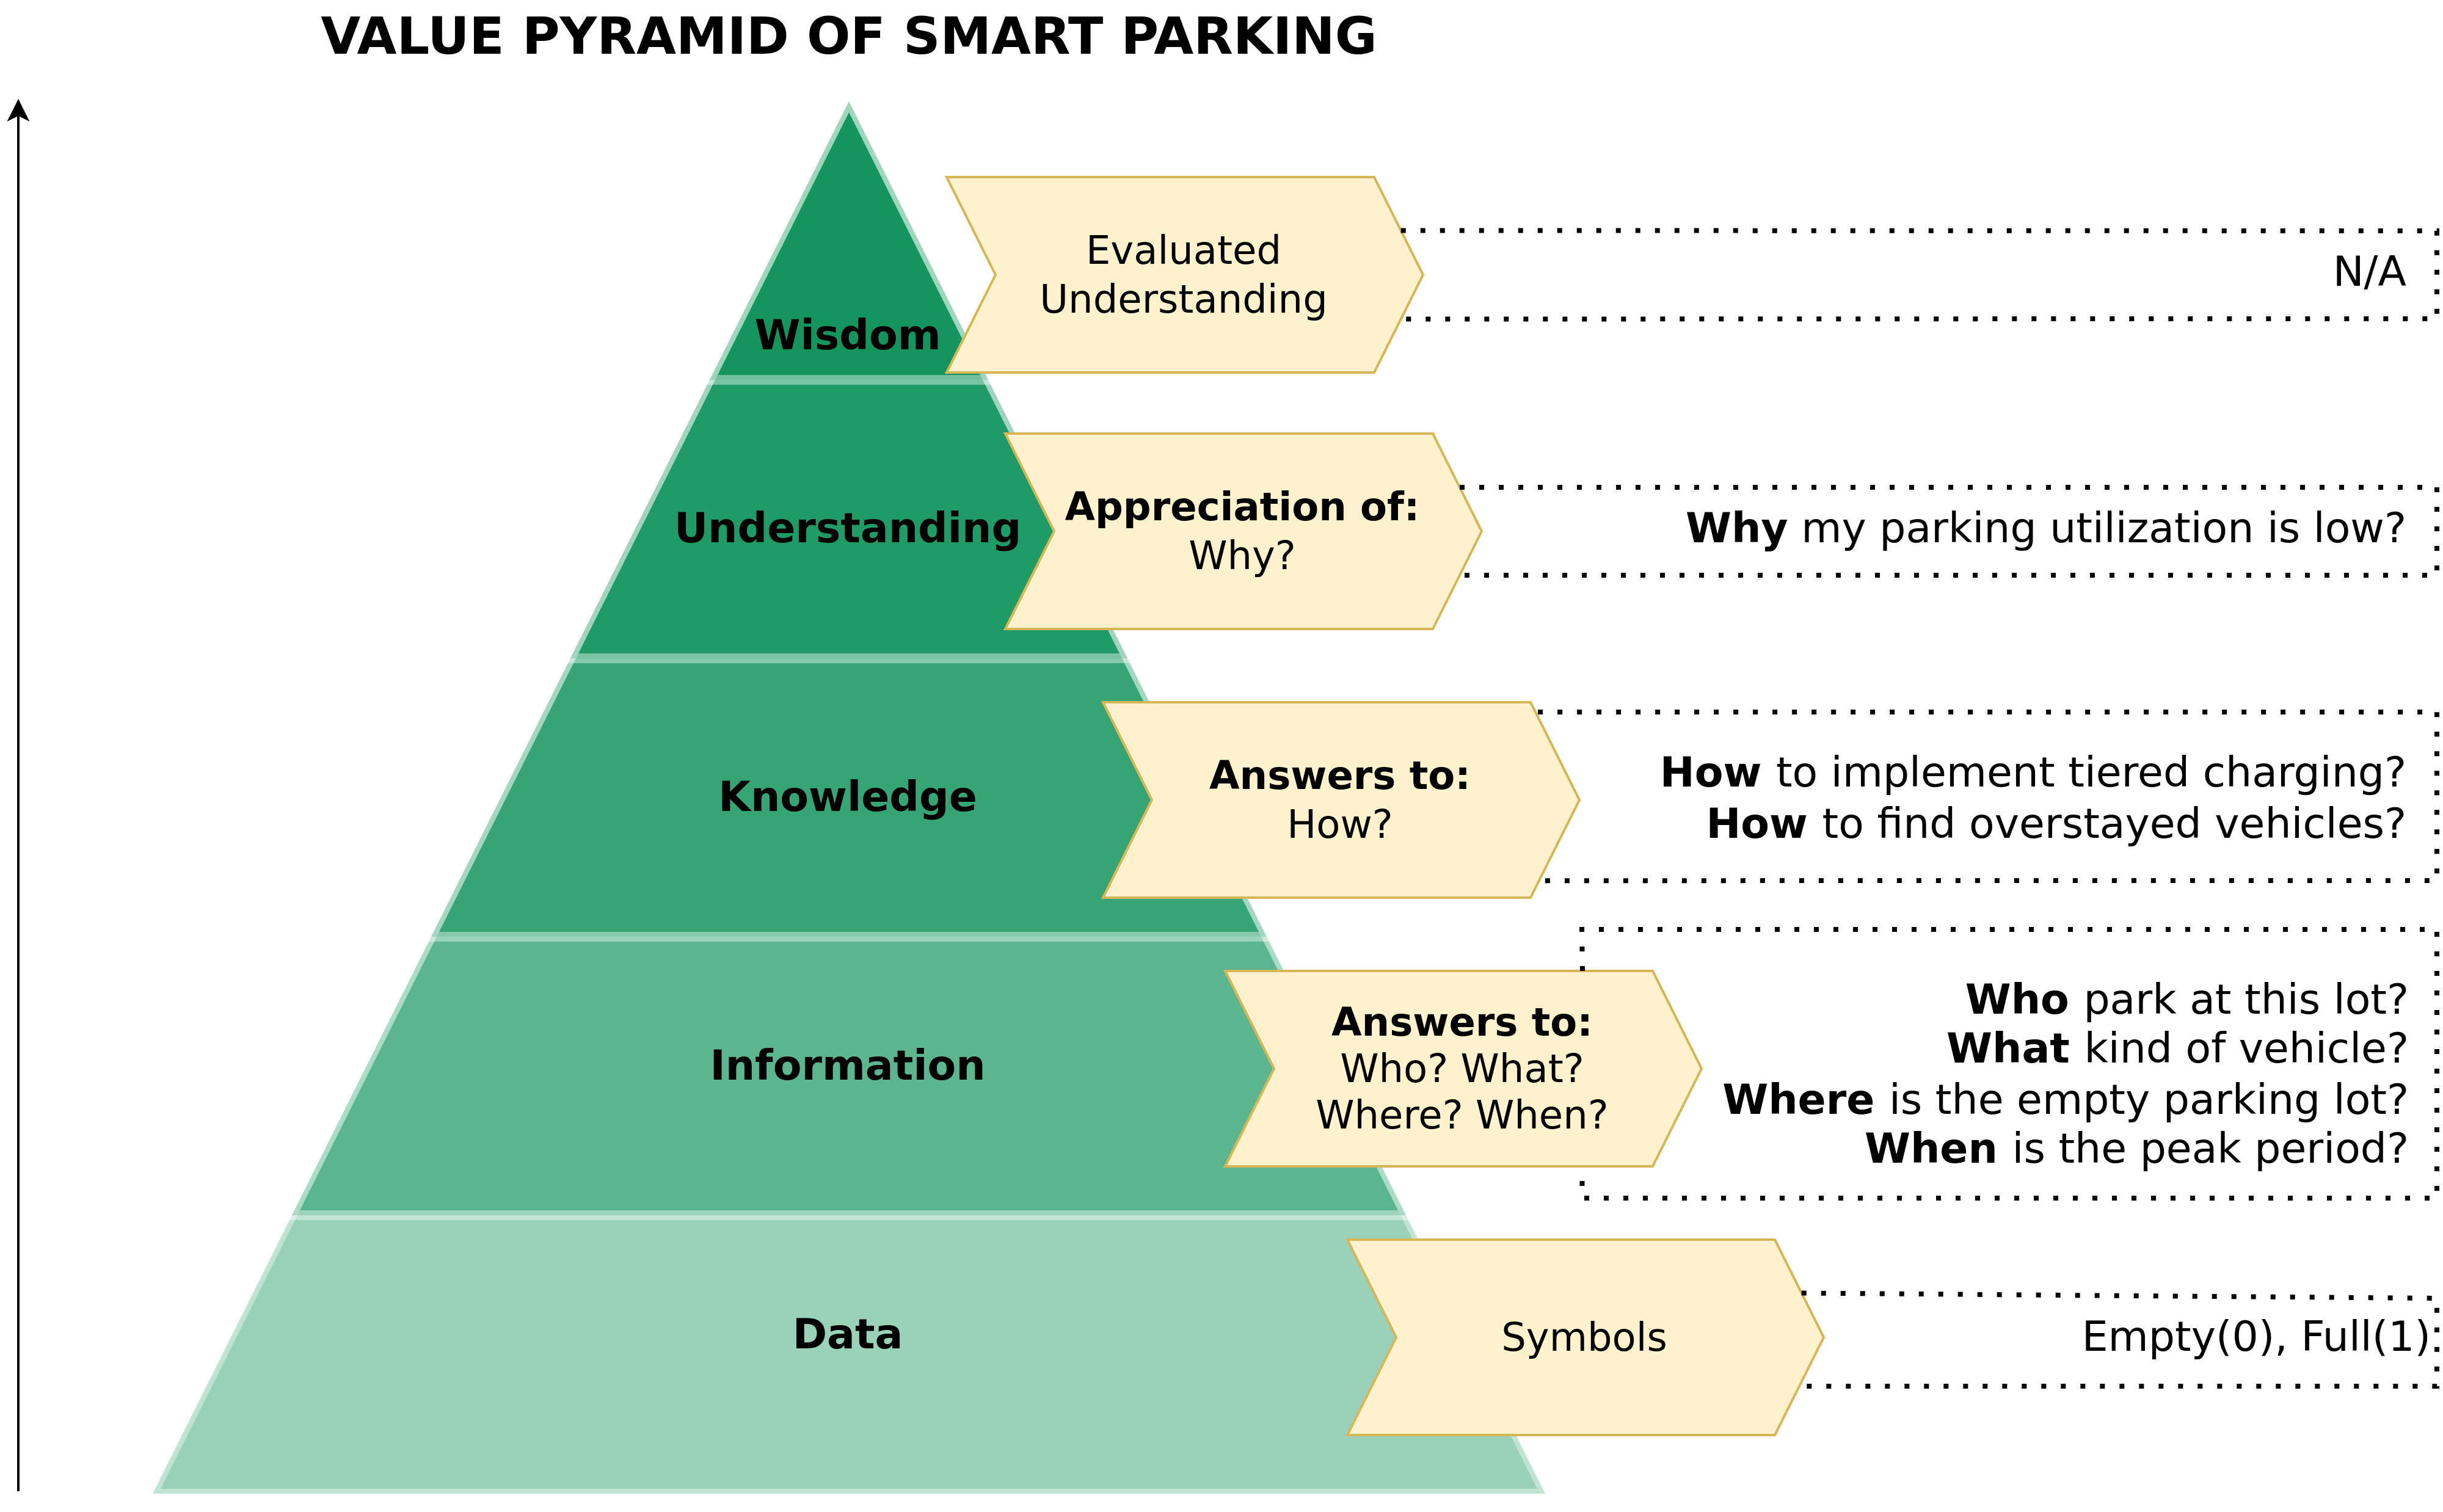 VALUE PYRAMID OF SMART PARKING
Wisdom
Evaluated
Understanding
N/A
Understanding
Appreciation of:
Why?
Why my parking utilization is low?
Knowledge
Answers to:
How?
How to implement tiered charging?
How to find overstayed vehicles?
Information
Answers to:
Who? What?
Where? When?
Who park at this lot?
What kind of vehicle?
Where is the empty parking lot?
When is the peak period?
Data
Symbols
Empty(0), Full(1)